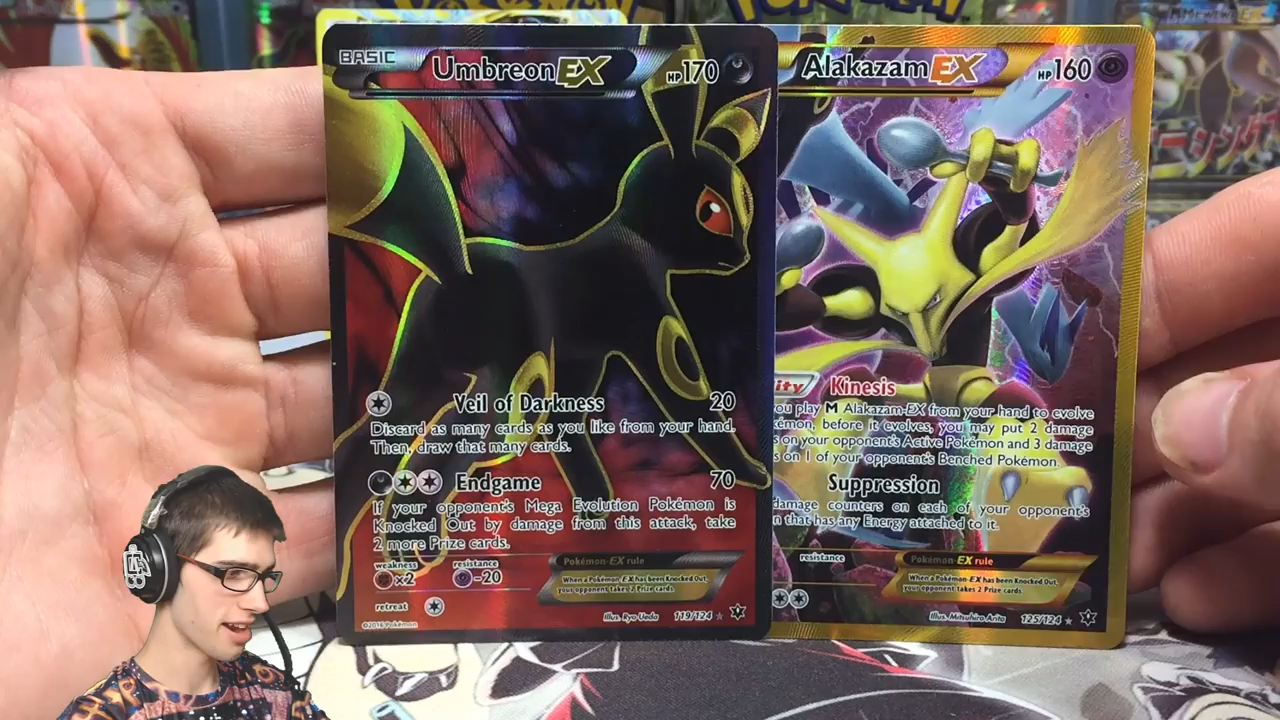 BASIC
Umbreon EX
HP170
Veil of Darkness 20
Discard as many cards as you like from your hand.
Then, draw that many cards.
Endgame 70
If your opponent's Mega Evolution Pokémon is
Knocked Out by damage from this attack, take
2 more Prize cards.
weakness
×2
resistance
-20
retreat
Pokémon-EX rule
When a Pokémon-EX has been Knocked Out,
your opponent takes 2 Prize cards.
©2016 Pokémon
Illus. Ryo Ueda
119/124
Alakazam EX
HP160
ity Kinesis
ou play M Alakazam-EX from your hand to evolve
émon, before it evolves, you may put 2 damage
s on your opponent's Active Pokémon and 3 damage
s on 1 of your opponent's Benched Pokémon.
Suppression
damage counters on each of your opponent's
n that has any Energy attached to it.
resistance
Pokémon-EX rule
When a Pokémon-EX has been Knocked Out,
your opponent takes 2 Prize cards.
Illus. Mitsuhiro Arita
125/124